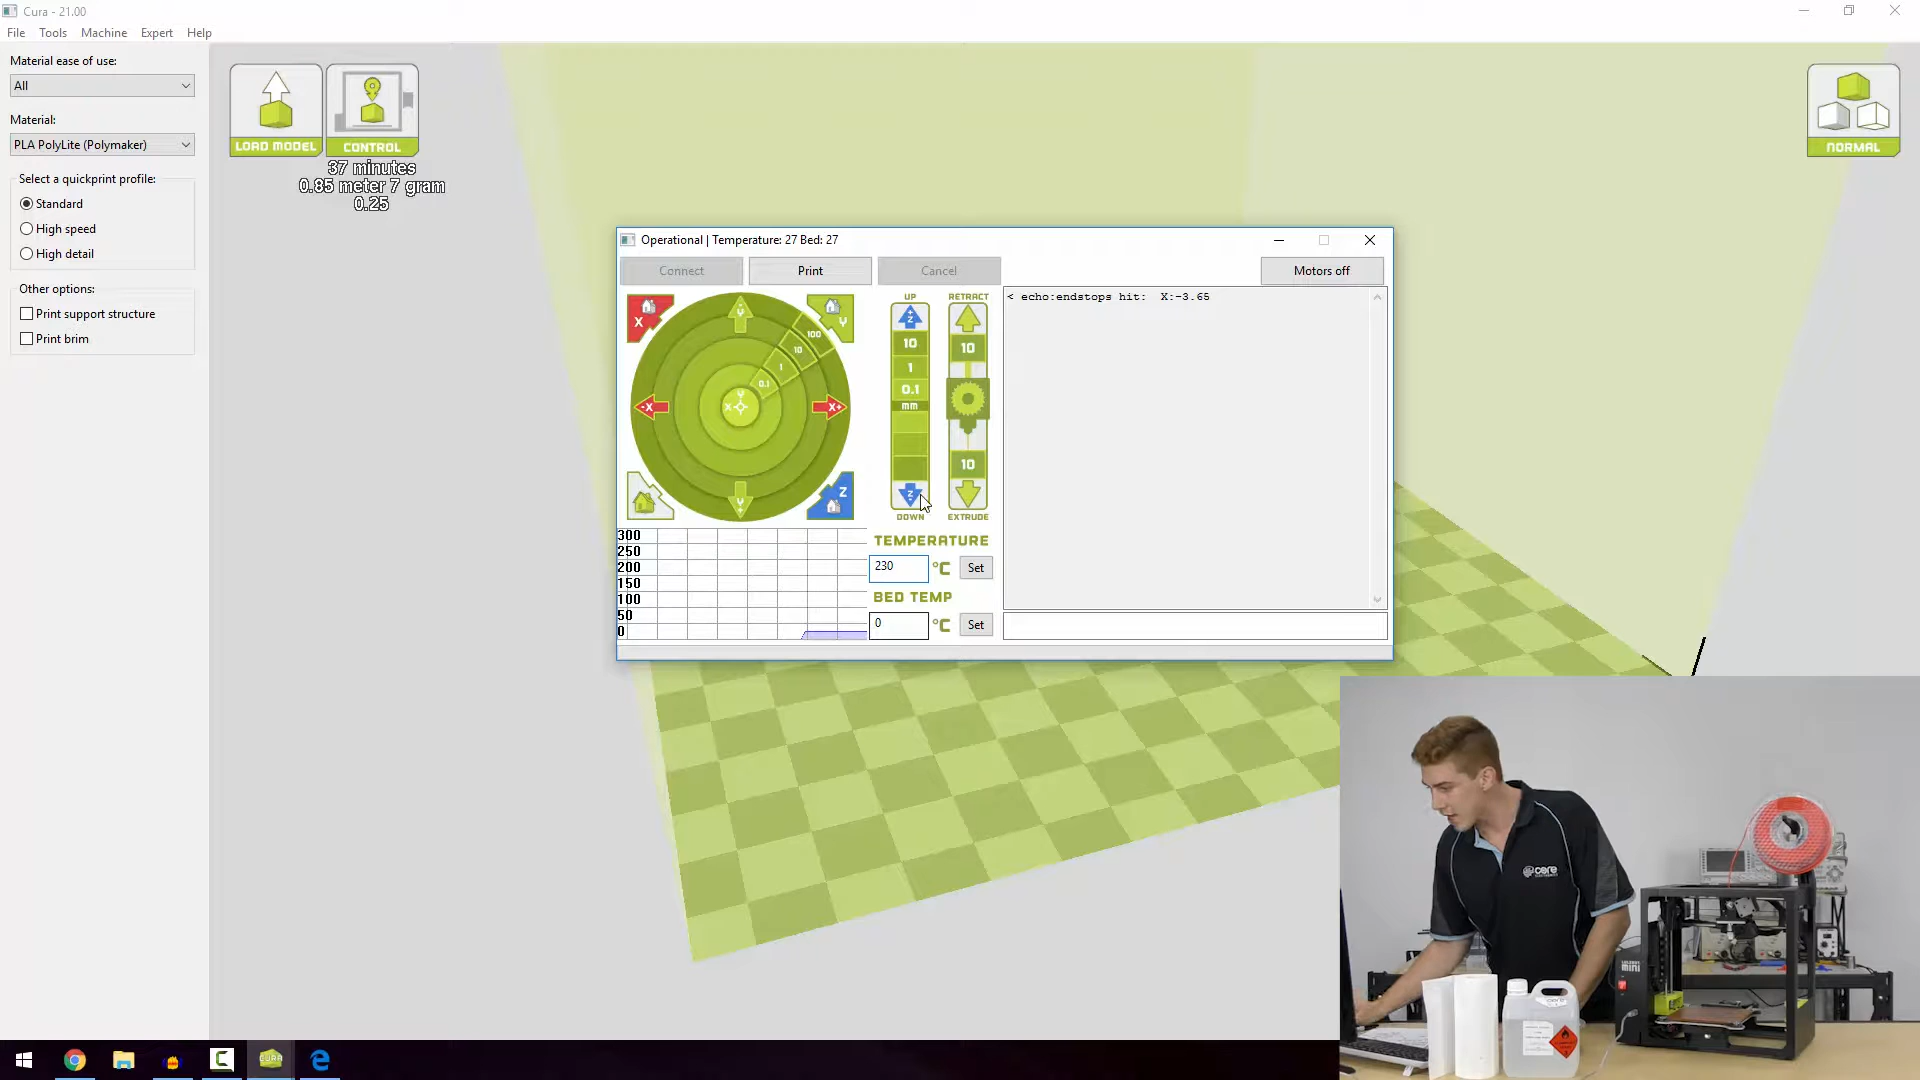 Cura - 21.00
File Tools Machine Expert Help
Material ease of use:
All
Material:
PLA PolyLite (Polymaker)
Select a quickprint profile:
Standard
High speed
High detail
Other options:
Print support structure
Print brim
LOAD MODEL
CONTROL
37 minutes
0.85 meter 7 gram
0.25
NORMAL
Operational | Temperature: 27 Bed: 27
Connect
Print
Cancel
Motors off
X
Y
-Y
100
10
1
0.1
-X
X+
Y
X
Y+
Z
UP
+Z
10
1
0.1
mm
Z
DOWN
RETRACT
10
10
EXTRUDE
< echo:endstops hit: X:-3.65
300
250
200
150
100
50
0
TEMPERATURE
230
°C
Set
BED TEMP
0
°C
Set
core
mini
CURA